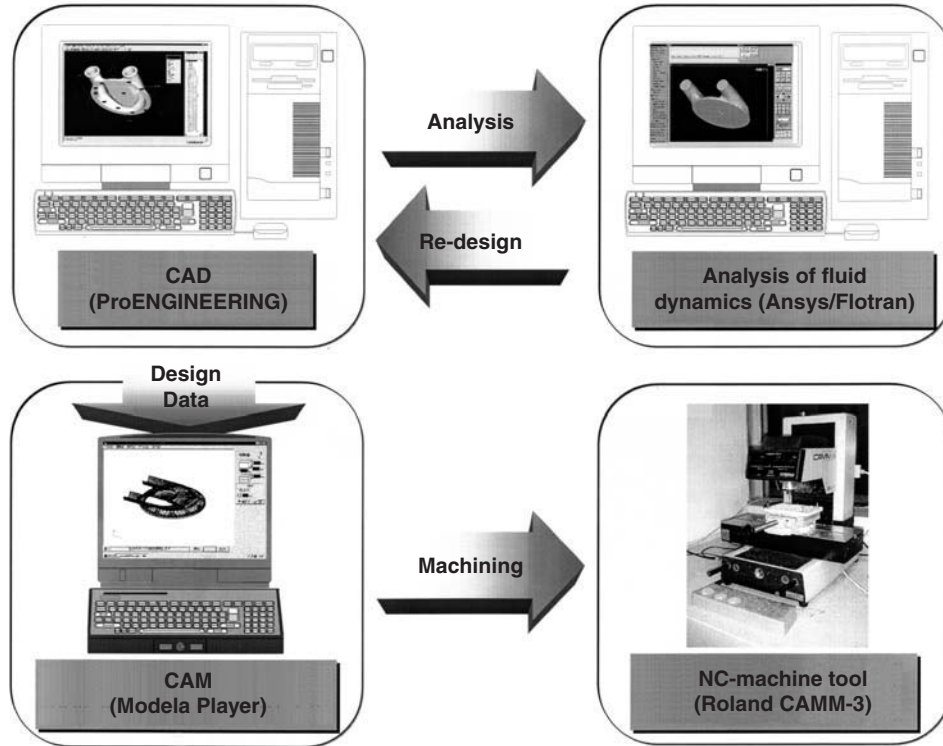 Analysis
Re-design
CAD
(ProENGINEERING)
Analysis of fluid
dynamics (Ansys/Flotran)
Design
Data
Machining
CAM
(Modela Player)
NC-machine tool
(Roland CAMM-3)